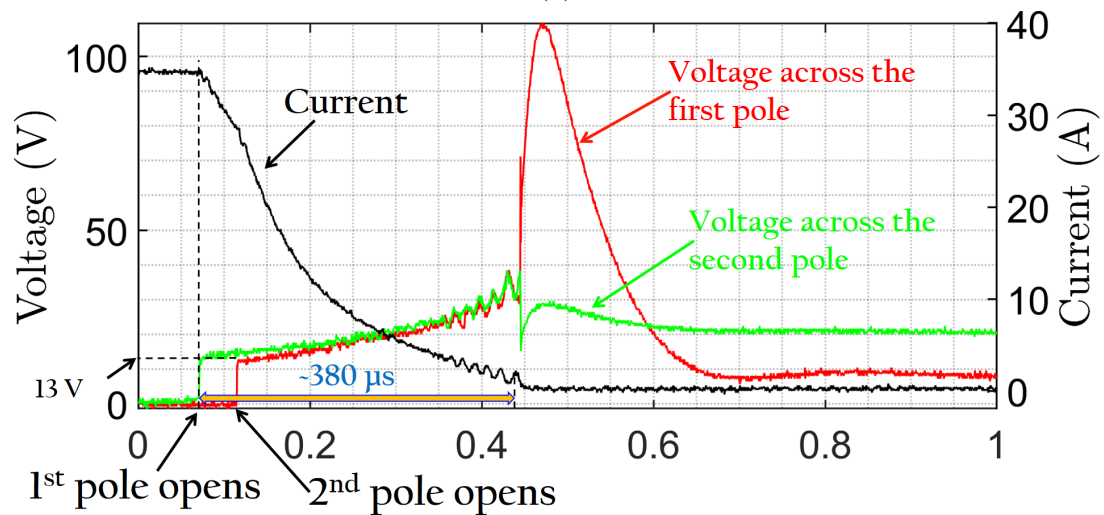 40
100
Voltage across the
first pole
Current
30
Voltage (V)
Current (A)
20
Voltage across the
second pole
50
10
~380 µs
13 V
0
0
0
0.2
0.4
0.6
0.8
1
1st pole opens
2nd pole opens